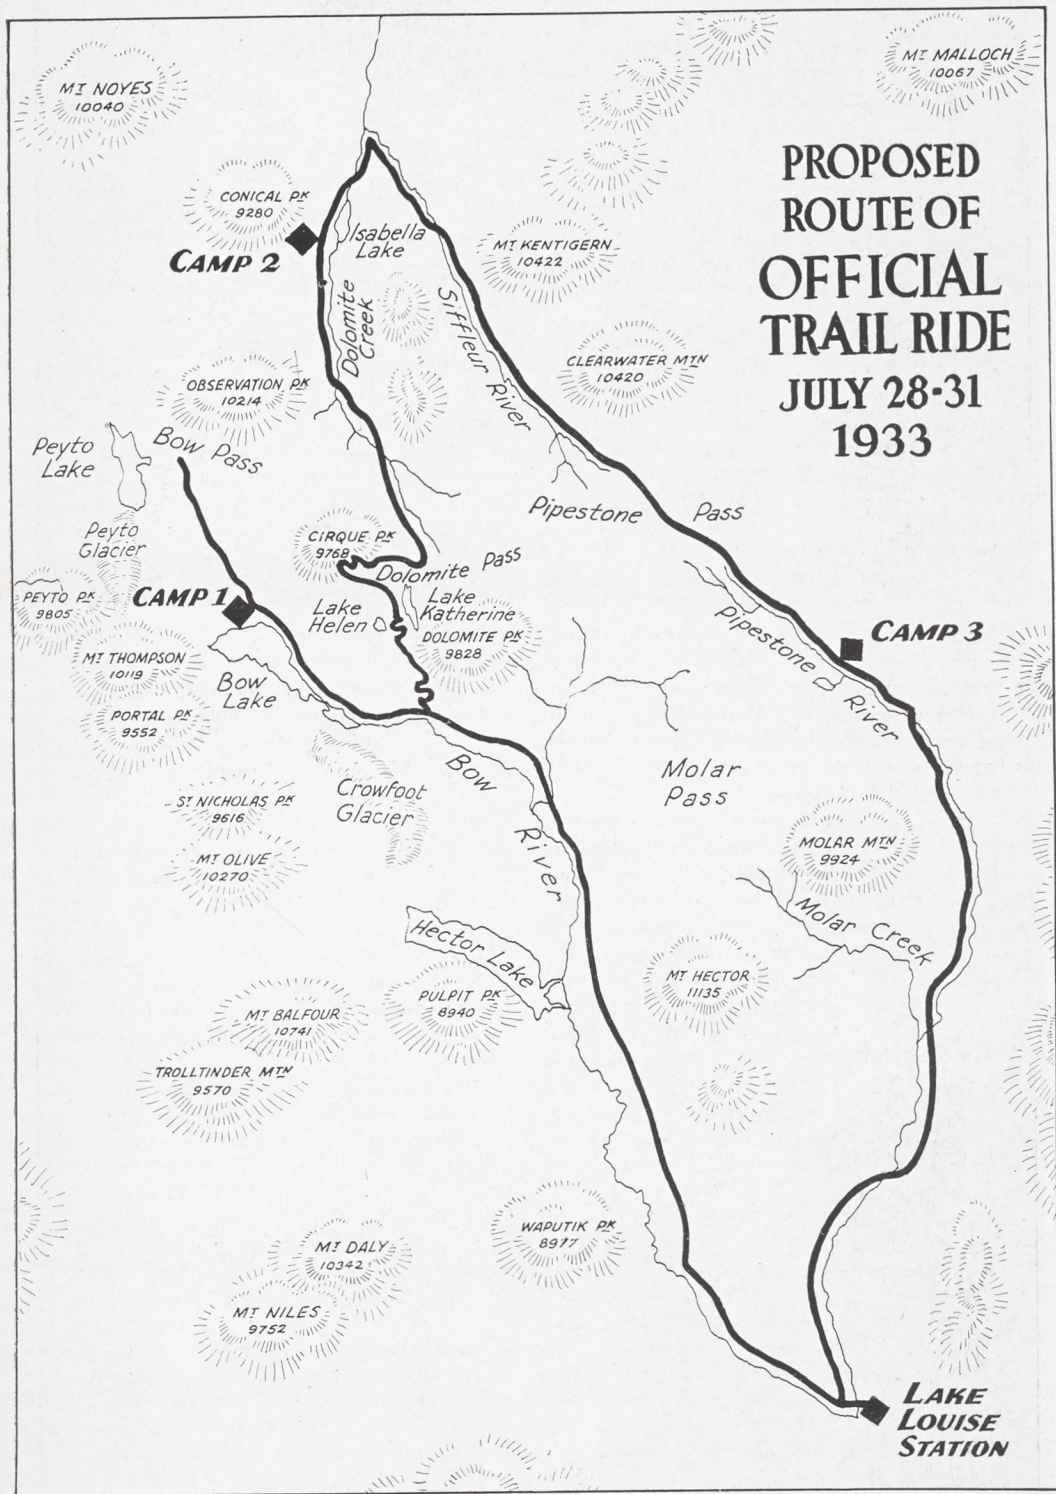 MT NOYES
10040
MT MALLOCH
10067
PROPOSED
ROUTE OF
OFFICIAL
TRAIL RIDE
JULY 28-31
1933
CONICAL PK
9280
CAMP 2
Isabella
Lake
MT KENTIGERN
10422
Dolomite
Creek
Siffleur River
CLEARWATER MTN
10420
OBSERVATION PK
10214
Peyto
Lake
Bow Pass
Pipestone Pass
Peyto
Glacier
CIRQUE PK
9768
Dolomite Pass
PEYTO PK
9805
CAMP 1
Lake
Helen
Lake
Katherine
DOLOMITE PK
9828
Pipestone River
CAMP 3
MT THOMPSON
10119
Bow
Lake
PORTAL PK
9552
Bow River
Molar
Pass
Crowfoot
Glacier
ST NICHOLAS PK
9616
MT OLIVE
10270
MOLAR MTN
9924
Molar Creek
Hector Lake
MT HECTOR
11135
PULPIT PK
8940
MT BALFOUR
10741
TROLLTINDER MTN
9570
WAPUTIK PK
8977
MT DALY
10342
MT NILES
9752
LAKE
LOUISE
STATION